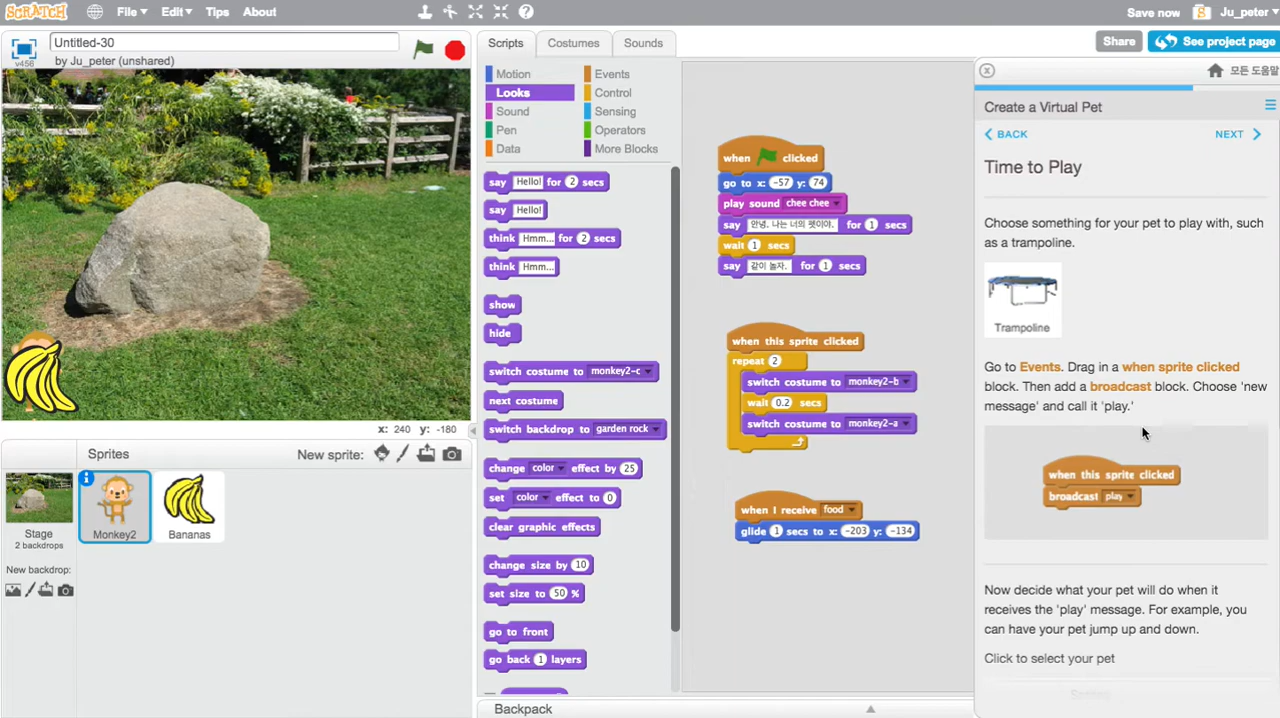 SCRATCH
File
Edit
Tips
About
Save now
Ju_peter
Share
See project page
v456
Untitled-30
by Ju_peter (unshared)
x: 240 y: -180
Sprites
New sprite:
Stage
2 backdrops
New backdrop:
Monkey2
Bananas
Scripts
Costumes
Sounds
Motion
Looks
Sound
Pen
Data
Events
Control
Sensing
Operators
More Blocks
say Hello! for 2 secs
say Hello!
think Hmm... for 2 secs
think Hmm...
show
hide
switch costume to monkey2-c
next costume
switch backdrop to garden rock
change color effect by 25
set color effect to 0
clear graphic effects
change size by 10
set size to 50 %
go to front
go back 1 layers
when clicked
go to x: -57 y: 74
play sound chee chee
say 안녕, 나는 너의 펫이야. for 1 secs
wait 1 secs
say 같이 놀자. for 1 secs
when this sprite clicked
repeat 2
switch costume to monkey2-b
wait 0.2 secs
switch costume to monkey2-a
when I receive food
glide 1 secs to x: -203 y: -134
Backpack
모든 도움말
Create a Virtual Pet
BACK
NEXT
Time to Play
Choose something for your pet to play with, such
as a trampoline.
Trampoline
Go to Events. Drag in a when sprite clicked
block. Then add a broadcast block. Choose 'new
message' and call it 'play.'
when this sprite clicked
broadcast play
Now decide what your pet will do when it
receives the 'play' message. For example, you
can have your pet jump up and down.
Click to select your pet
Sprites